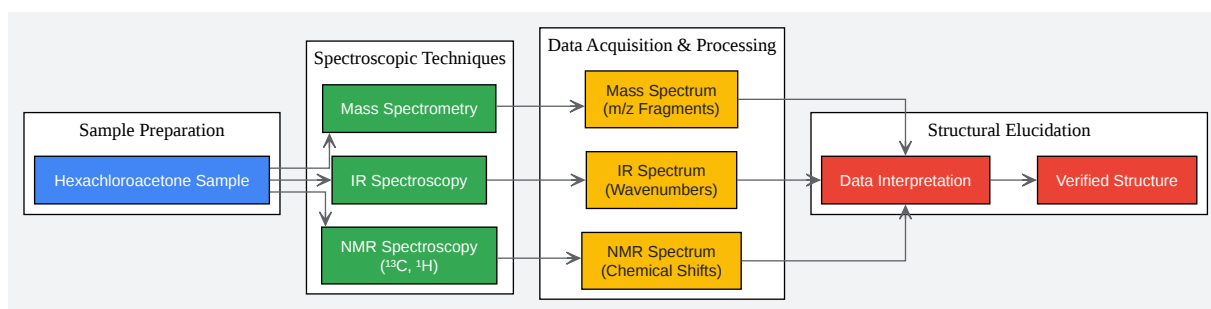 Sample Preparation
Hexachloroacetone Sample
Spectroscopic Techniques
Mass Spectrometry
IR Spectroscopy
NMR Spectroscopy
(¹³C, ¹H)
Data Acquisition & Processing
Mass Spectrum
(m/z Fragments)
IR Spectrum
(Wavenumbers)
NMR Spectrum
(Chemical Shifts)
Structural Elucidation
Data Interpretation
Verified Structure